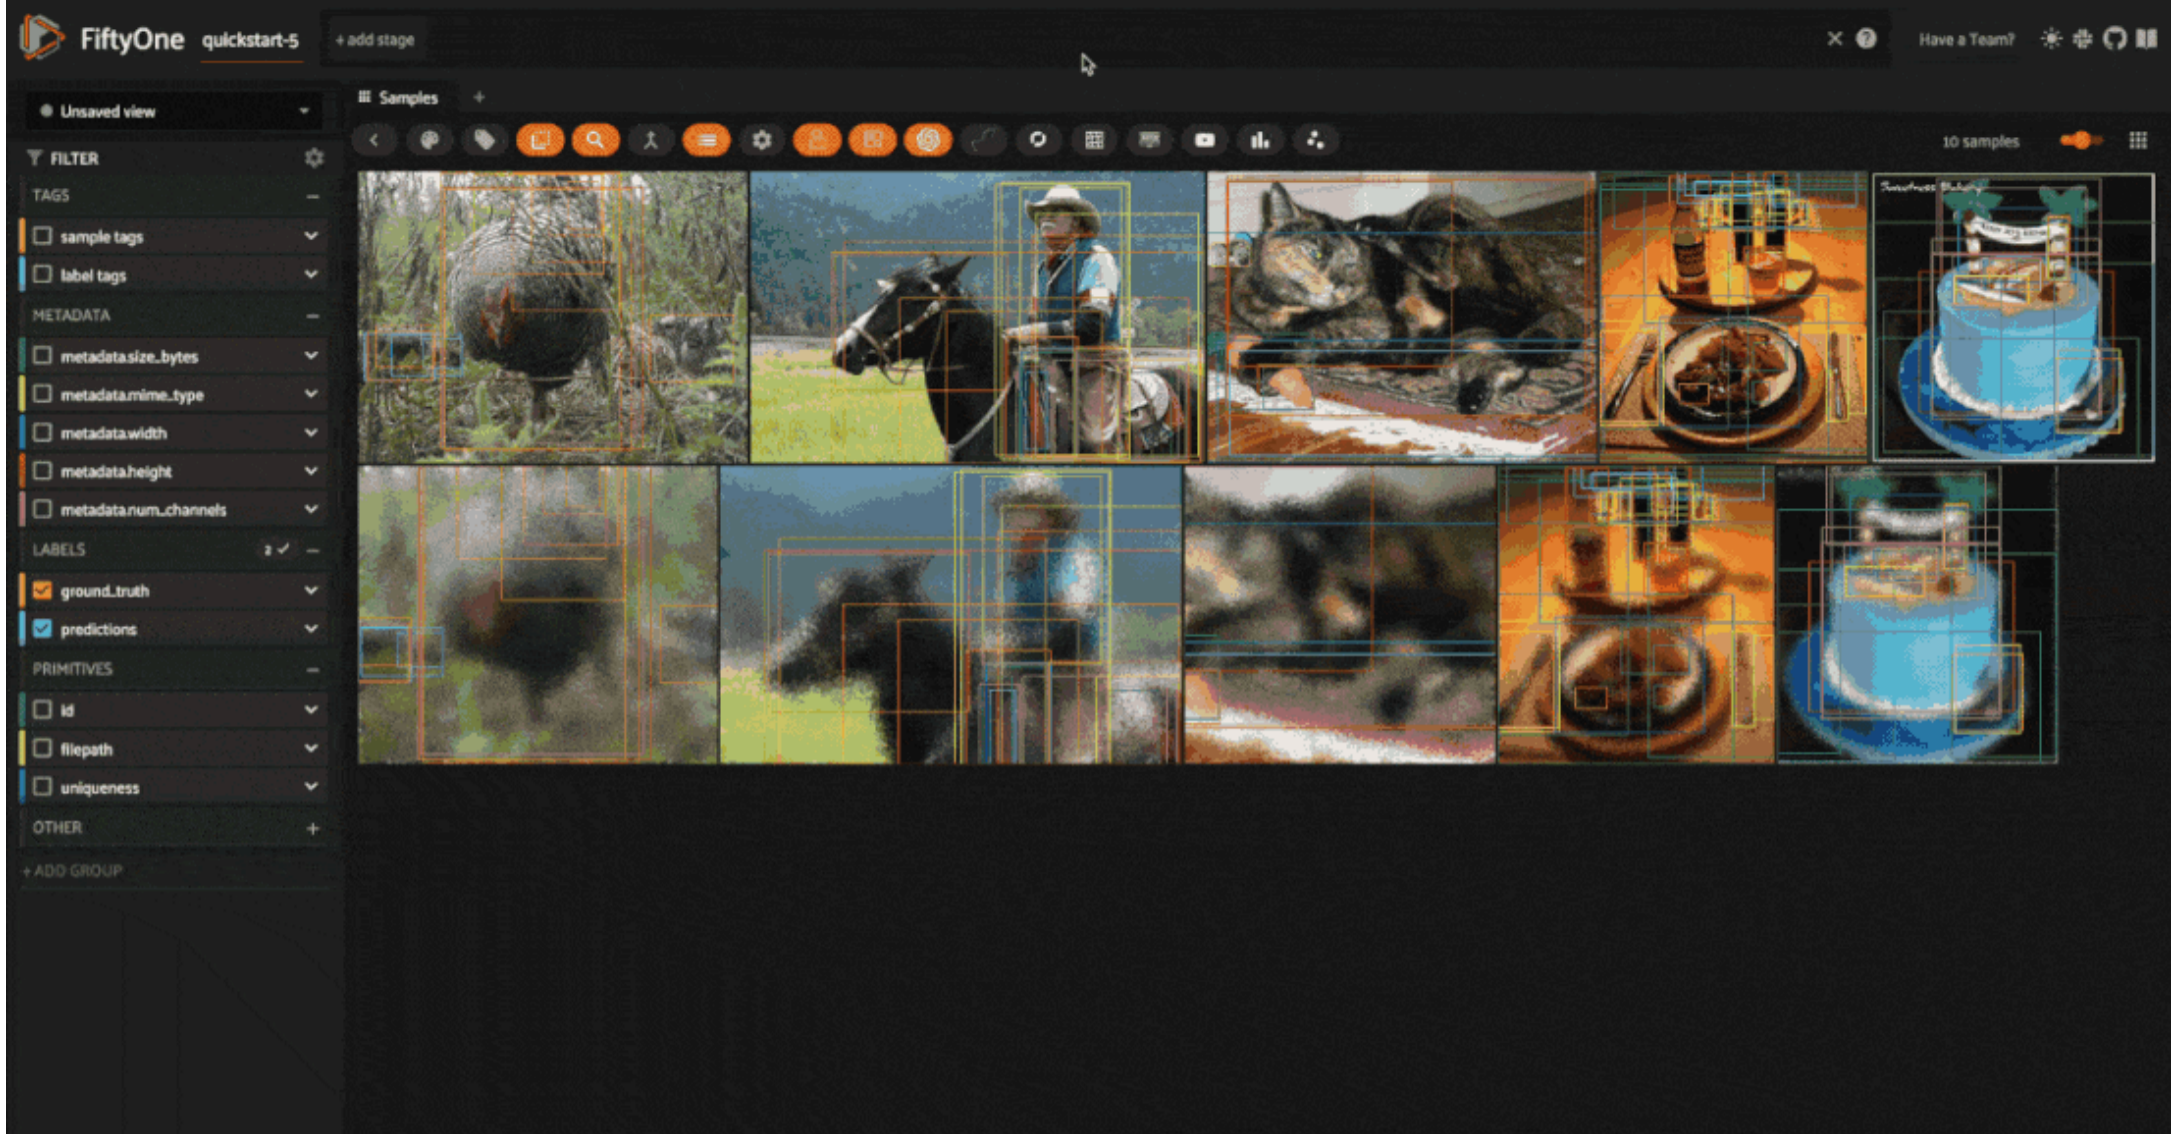 FiftyOne
quickstart-5
+ add stage
Have a Team?
Unsaved view
Samples
+
10 samples
FILTER
TAGS
sample tags
label tags
METADATA
metadata.size_bytes
metadata.mime_type
metadata.width
metadata.height
metadata.num_channels
LABELS
2
ground_truth
predictions
PRIMITIVES
id
filepath
uniqueness
OTHER
+ ADD GROUP